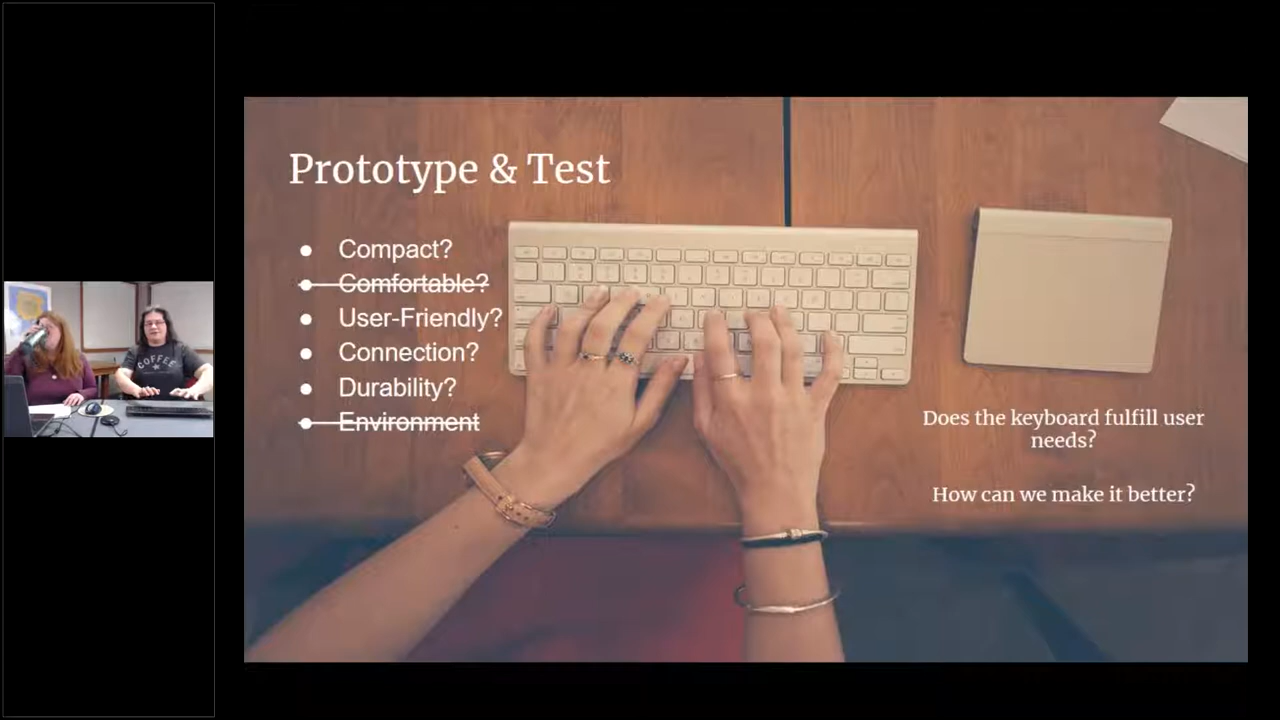 Prototype & Test
● Compact?
● Comfortable?
● User-Friendly?
● Connection?
● Durability?
● Environment
Does the keyboard fulfill user
needs?
How can we make it better?
COFFEE